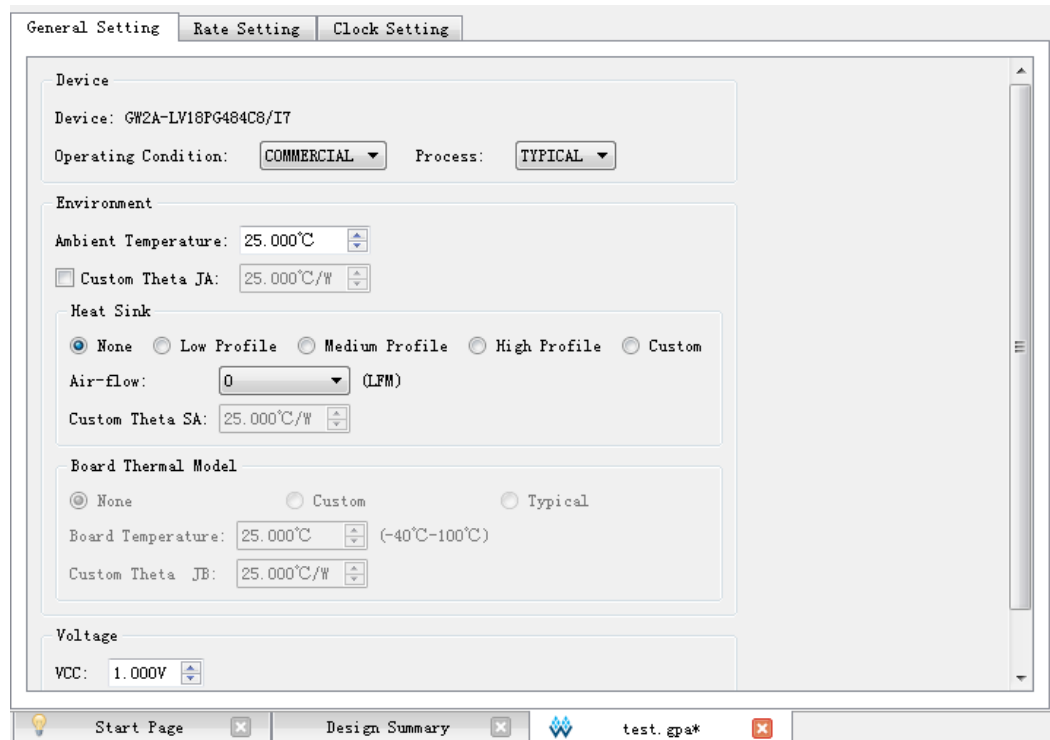 General Setting Rate Setting Clock Setting
Device
Device: GW2A-LV18PG484C8/I7
Operating Condition: COMMERCIAL Process: TYPICAL
Environment
Ambient Temperature: 25.000℃
Custom Theta JA: 25.000℃/W
Heat Sink
None Low Profile Medium Profile High Profile Custom
Air-flow: 0 (LFM)
Custom Theta SA: 25.000℃/W
Board Thermal Model
None Custom Typical
Board Temperature: 25.000℃ (-40℃-100℃)
Custom Theta JB: 25.000℃/W
Voltage
VCC: 1.000V
Start Page Design Summary test.gpa*